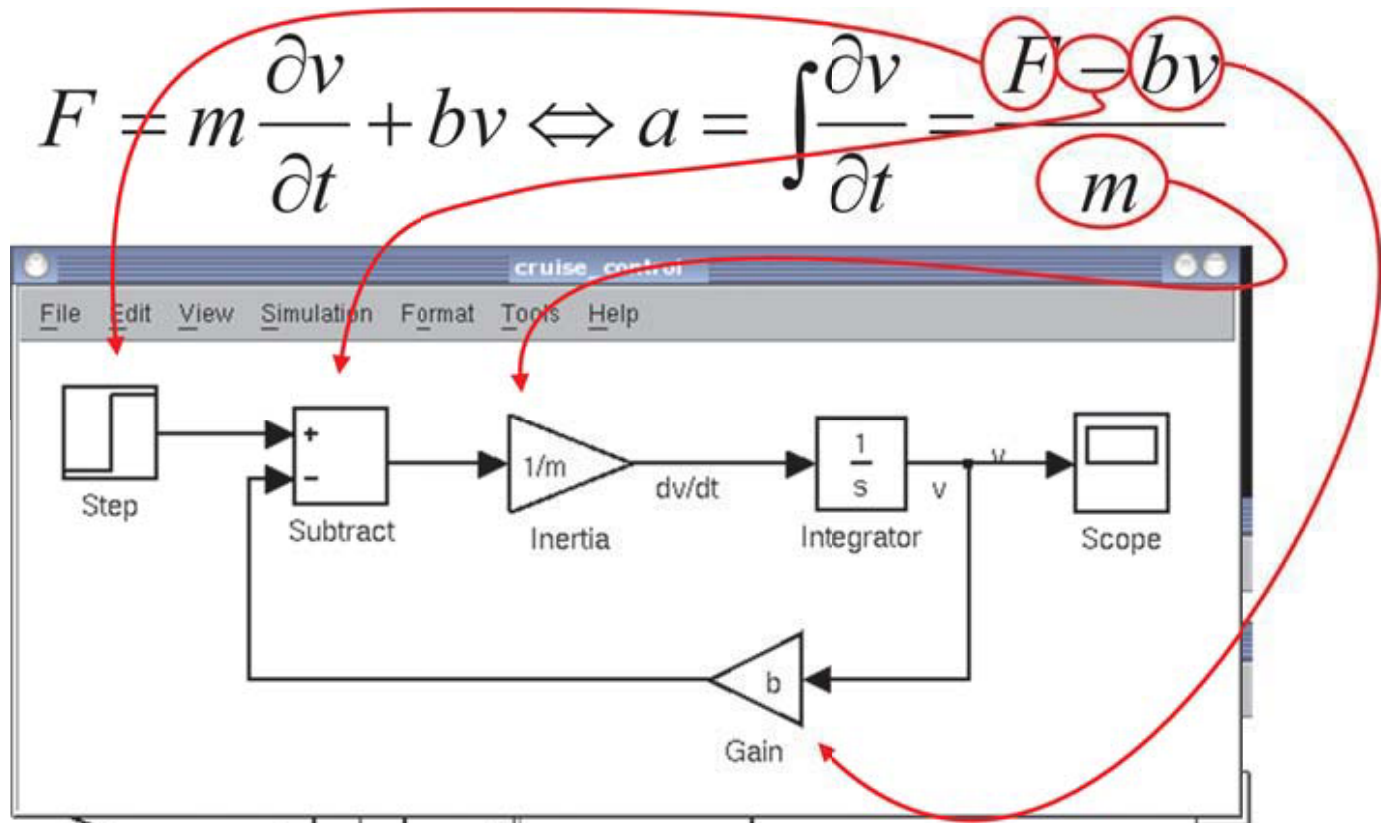 F = m ∂v/∂t + bv ⇔ a = ∫ ∂v/∂t = (F − bv)/m
cruise_control
File Edit View Simulation Format Tools Help
+
−
1/m
1
s
v
dv/dt
v
Step
Subtract
Inertia
Integrator
Scope
b
Gain